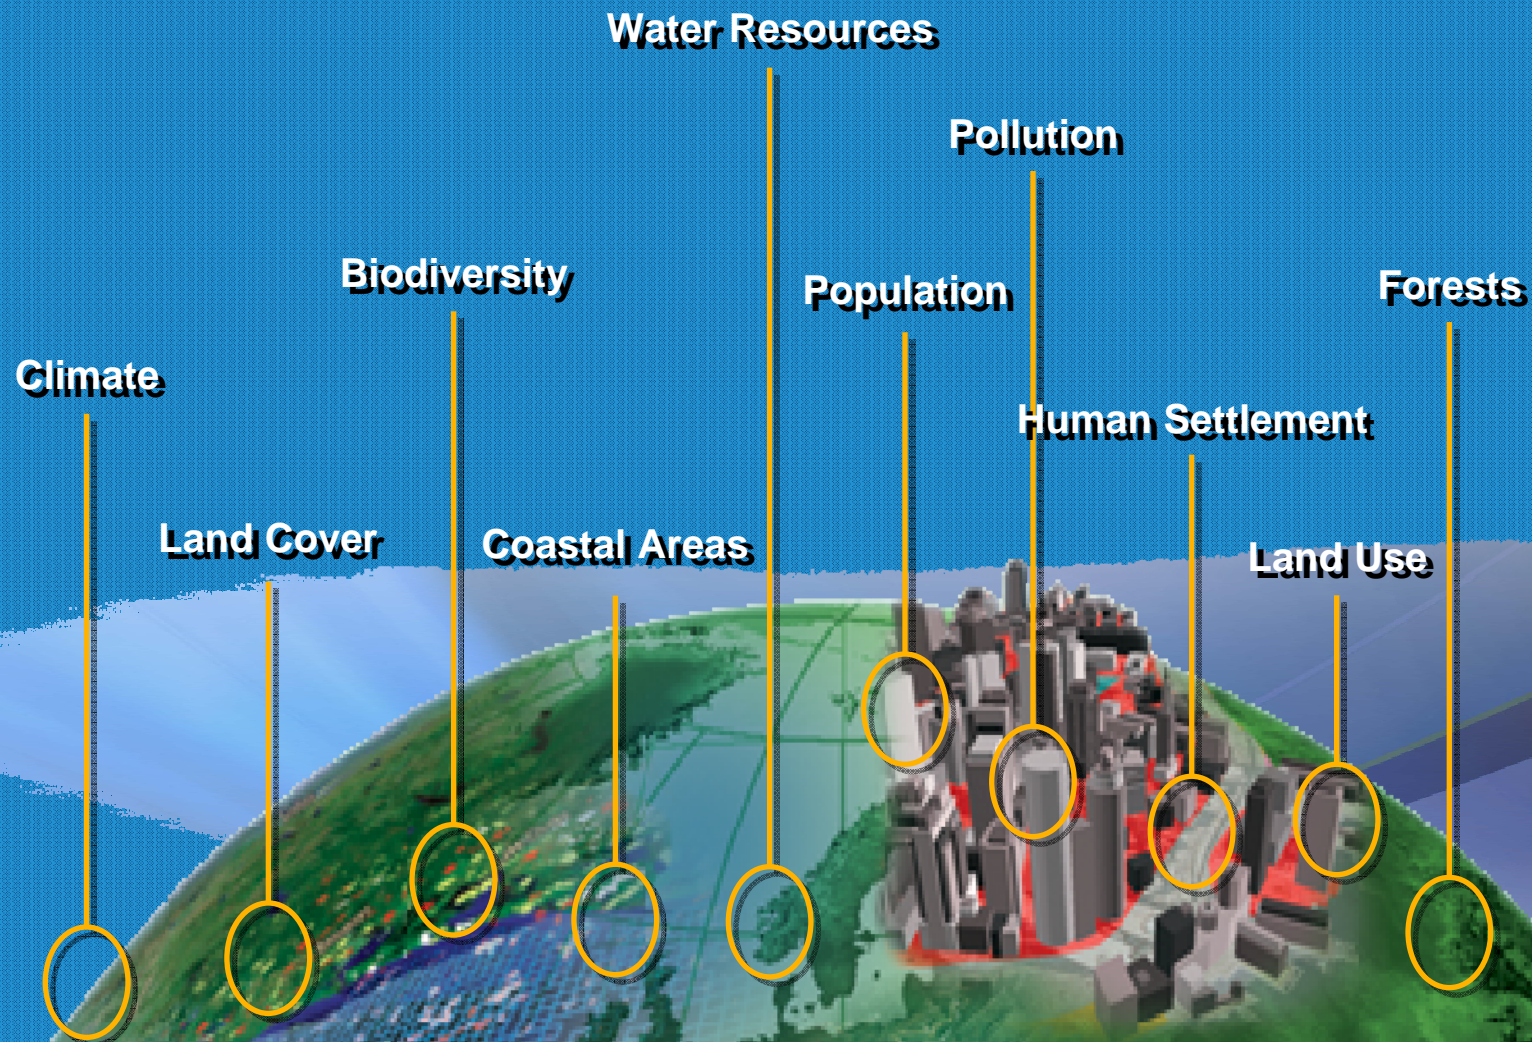 Water Resources
Pollution
Biodiversity
Population
Forests
Climate
Human Settlement
Land Cover
Coastal Areas
Land Use